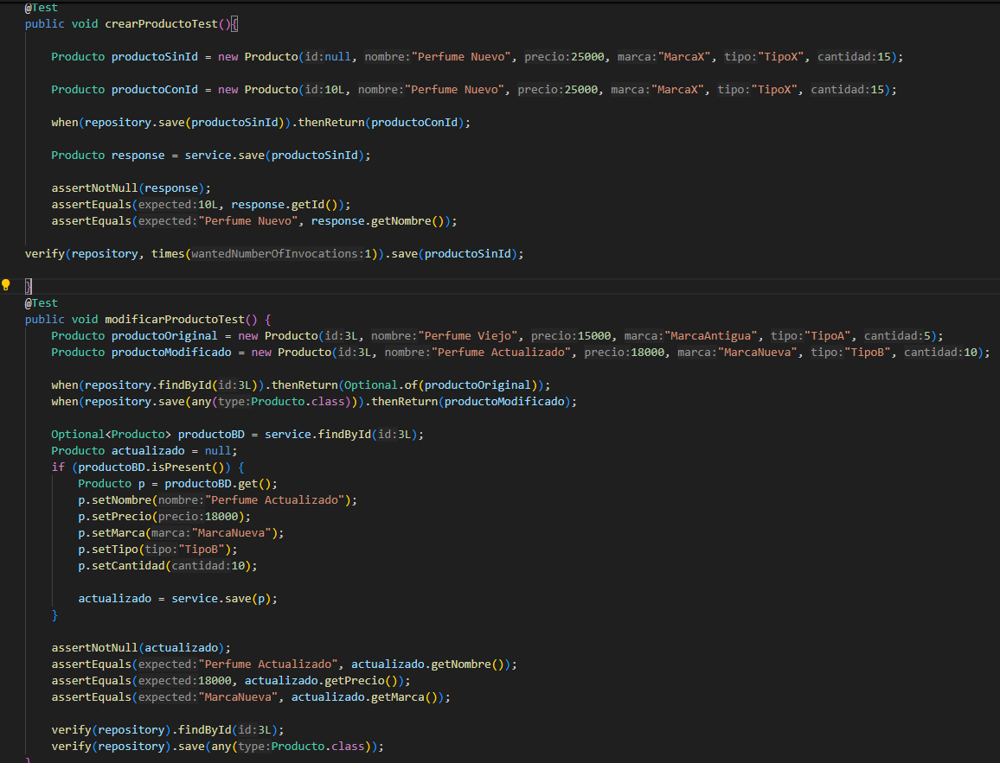 @Test
public void crearProductoTest(){
Producto productoSinId = new Producto(id:null, nombre:"Perfume Nuevo", precio:25000, marca:"MarcaX", tipo:"TipoX", cantidad:15);
Producto productoConId = new Producto(id:10L, nombre:"Perfume Nuevo", precio:25000, marca:"MarcaX", tipo:"TipoX", cantidad:15);
when(repository.save(productoSinId)).thenReturn(productoConId);
Producto response = service.save(productoSinId);
assertNotNull(response);
assertEquals(expected:10L, response.getId());
assertEquals(expected:"Perfume Nuevo", response.getNombre());
verify(repository, times(wantedNumberOfInvocations:1)).save(productoSinId);
}
@Test
public void modificarProductoTest() {
Producto productoOriginal = new Producto(id:3L, nombre:"Perfume Viejo", precio:15000, marca:"MarcaAntigua", tipo:"TipoA", cantidad:5);
Producto productoModificado = new Producto(id:3L, nombre:"Perfume Actualizado", precio:18000, marca:"MarcaNueva", tipo:"TipoB", cantidad:10);
when(repository.findById(id:3L)).thenReturn(Optional.of(productoOriginal));
when(repository.save(any(type:Producto.class))).thenReturn(productoModificado);
Optional<Producto> productoBD = service.findById(id:3L);
Producto actualizado = null;
if (productoBD.isPresent()) {
Producto p = productoBD.get();
p.setNombre(nombre:"Perfume Actualizado");
p.setPrecio(precio:18000);
p.setMarca(marca:"MarcaNueva");
p.setTipo(tipo:"TipoB");
p.setCantidad(cantidad:10);
actualizado = service.save(p);
}
assertNotNull(actualizado);
assertEquals(expected:"Perfume Actualizado", actualizado.getNombre());
assertEquals(expected:18000, actualizado.getPrecio());
assertEquals(expected:"MarcaNueva", actualizado.getMarca());
verify(repository).findById(id:3L);
verify(repository).save(any(type:Producto.class));
}